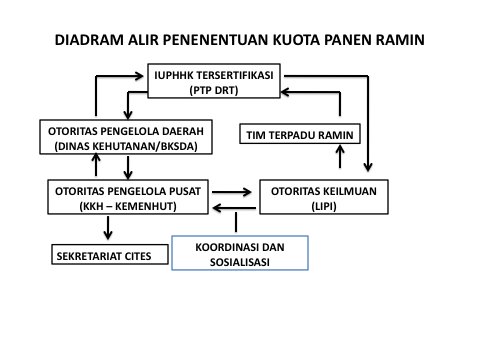 DIADRAM ALIR PENENENTUAN KUOTA PANEN RAMIN
IUPHHK TERSERTIFIKASI
(PTP DRT)
OTORITAS PENGELOLA DAERAH
(DINAS KEHUTANAN/BKSDA)
TIM TERPADU RAMIN
OTORITAS PENGELOLA PUSAT
(KKH – KEMENHUT)
OTORITAS KEILMUAN
(LIPI)
SEKRETARIAT CITES
KOORDINASI DAN
SOSIALISASI